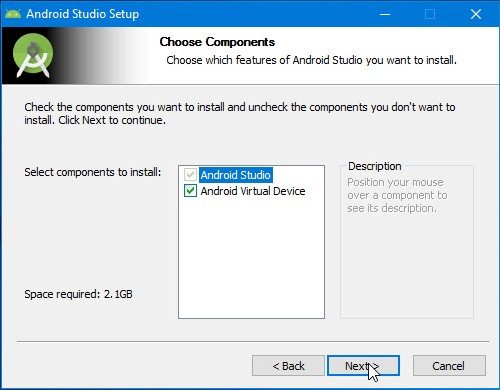 Android Studio Setup
Choose Components
Choose which features of Android Studio you want to install.
Check the components you want to install and uncheck the components you don't want to
install. Click Next to continue.
Select components to install:
Android Studio
Android Virtual Device
Description
Position your mouse
over a component to
see its description.
Space required: 2.1GB
< Back
Next >
Cancel